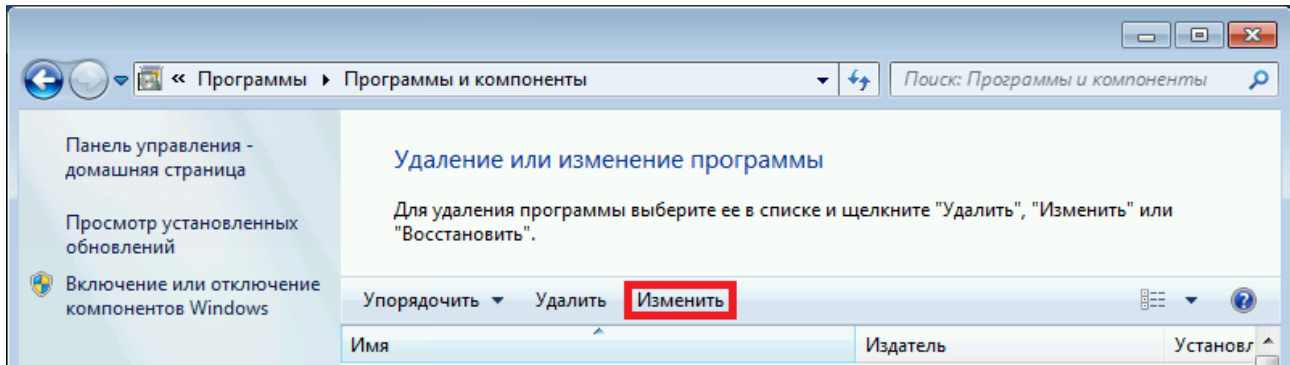 « Программы ▸ Программы и компоненты
Поиск: Программы и компоненты
Панель управления -
домашняя страница
Просмотр установленных
обновлений
Включение или отключение
компонентов Windows
Удаление или изменение программы
Для удаления программы выберите ее в списке и щелкните "Удалить", "Изменить" или
"Восстановить".
Упорядочить Удалить Изменить
Имя Издатель Установл